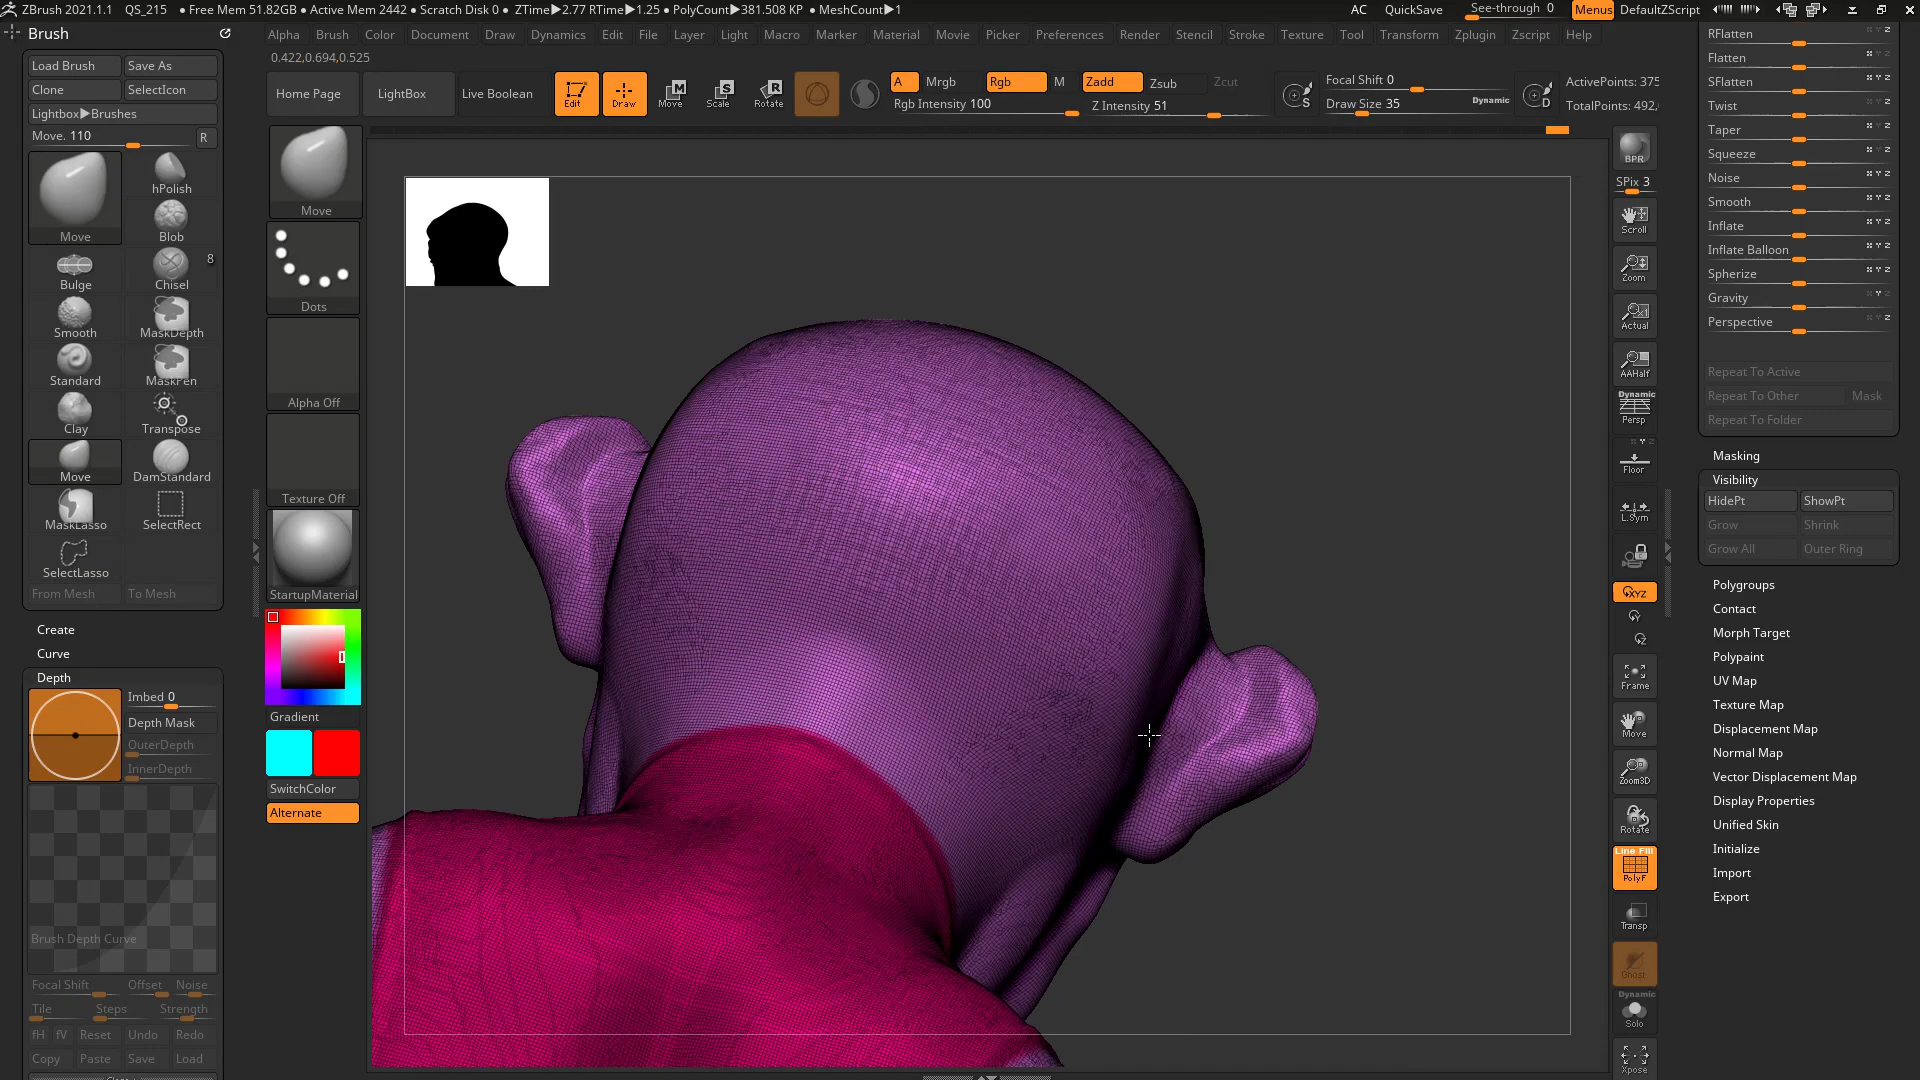 ZBrush 2021.1.1 QS_215 • Free Mem 51.82GB • Active Mem 2442 • Scratch Disk 0 • ZTime▶2.77 RTime▶1.25 • PolyCount▶381.508 KP • MeshCount▶1
AC QuickSave See-through 0 Menus DefaultZScript
Brush
Alpha Brush Color Document Draw Dynamics Edit File Layer Light Macro Marker Material Movie Picker Preferences Render Stencil Stroke Texture Tool Transform Zplugin Zscript Help
0.422,0.694,0.525
Load Brush Save As
Clone SelectIcon
Lightbox▶Brushes
Move. 110 R
Home Page LightBox Live Boolean Edit Draw Move Scale Rotate
A Mrgb Rgb M Zadd Zsub Zcut
Rgb Intensity 100 Z Intensity 51
Focal Shift 0
Draw Size 35 Dynamic
S D
ActivePoints: 375
TotalPoints: 492,
Move
hPolish
Blob
Bulge
Chisel
8
Smooth
MaskDepth
Standard
MaskPen
Clay
Transpose
Move
DamStandard
MaskLasso
SelectRect
SelectLasso
From Mesh To Mesh
Create
Curve
Depth
Imbed 0
Depth Mask
OuterDepth
InnerDepth
Brush Depth Curve
Focal Shift Offset Noise
Tile Steps Strength
fH fV Reset Undo Redo
Copy Paste Save Load
Move
Dots
Alpha Off
Texture Off
StartupMaterial
Gradient
SwitchColor
Alternate
BPR
SPix 3
Scroll
Zoom
Actual
AAHalf
Dynamic
Persp
Floor
L.Sym
XYZ
Y
Z
Frame
Move
Zoom3D
Rotate
Line Fill
PolyF
Transp
Ghost
Dynamic
Solo
Xpose
RFlatten
Flatten
SFlatten
Twist
Taper
Squeeze
Noise
Smooth
Inflate
Inflate Balloon
Spherize
Gravity
Perspective
Repeat To Active
Repeat To Other Mask
Repeat To Folder
Masking
Visibility
HidePt ShowPt
Grow Shrink
Grow All Outer Ring
Polygroups
Contact
Morph Target
Polypaint
UV Map
Texture Map
Displacement Map
Normal Map
Vector Displacement Map
Display Properties
Unified Skin
Initialize
Import
Export